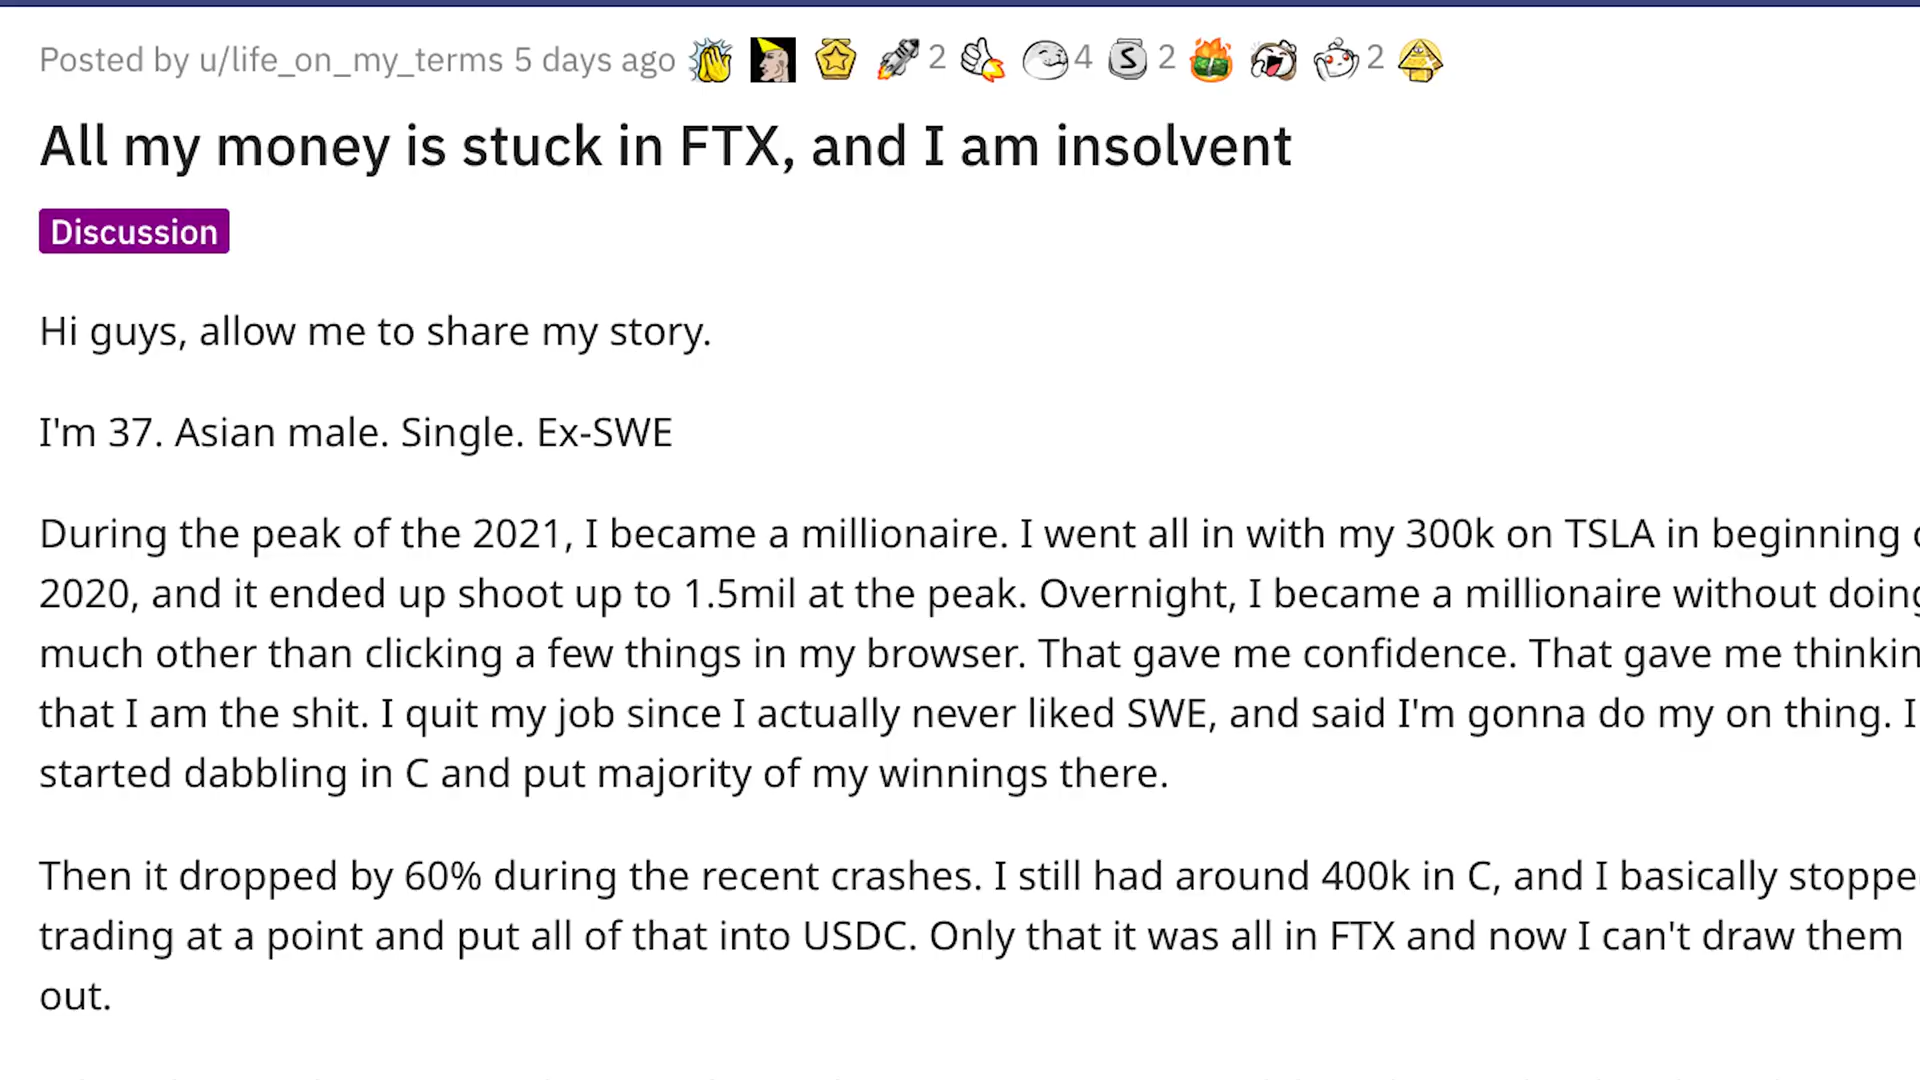 Posted by u/life_on_my_terms 5 days ago 2 4 S 2 2
All my money is stuck in FTX, and I am insolvent
Discussion
Hi guys, allow me to share my story.
I'm 37. Asian male. Single. Ex-SWE
During the peak of the 2021, I became a millionaire. I went all in with my 300k on TSLA in beginning
2020, and it ended up shoot up to 1.5mil at the peak. Overnight, I became a millionaire without doing
much other than clicking a few things in my browser. That gave me confidence. That gave me thinkin
that I am the shit. I quit my job since I actually never liked SWE, and said I'm gonna do my on thing. I
started dabbling in C and put majority of my winnings there.
Then it dropped by 60% during the recent crashes. I still had around 400k in C, and I basically stoppe
trading at a point and put all of that into USDC. Only that it was all in FTX and now I can't draw them
out.